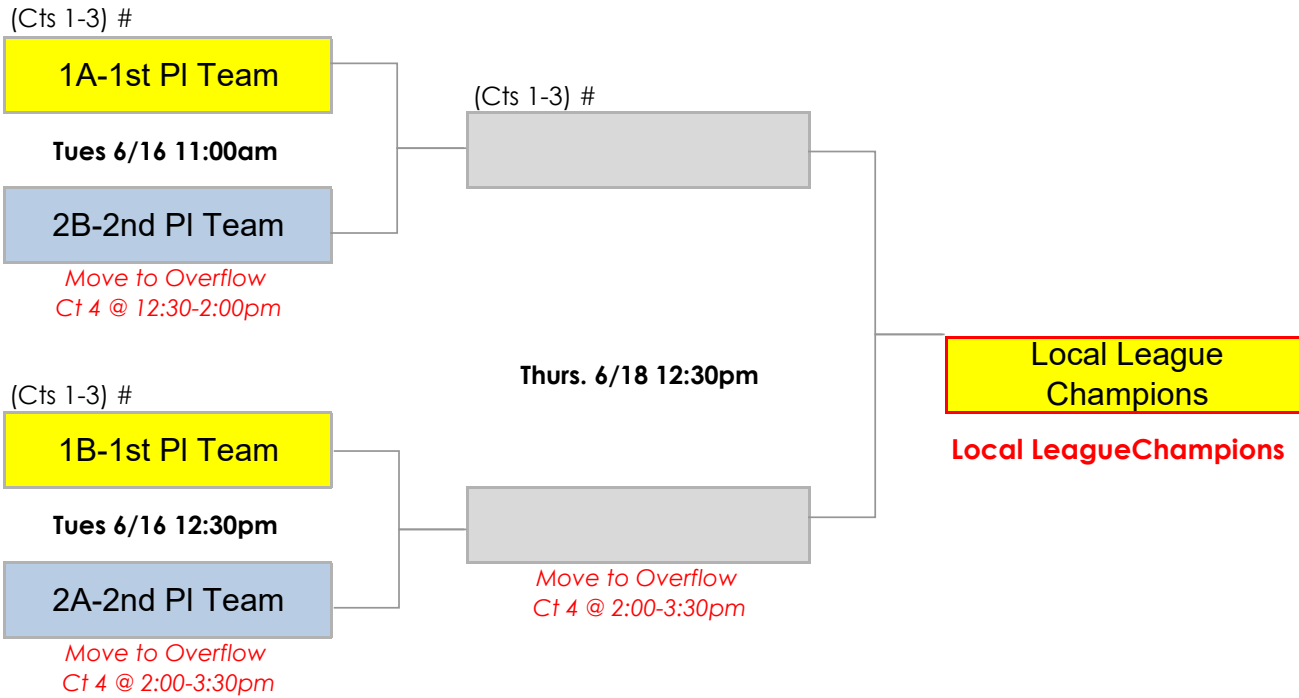 (Cts 1-3) #
1A-1st Pl Team
Tues 6/16 11:00am
2B-2nd Pl Team
Move to Overflow
Ct 4 @ 12:30-2:00pm
(Cts 1-3) #
1B-1st Pl Team
Tues 6/16 12:30pm
2A-2nd Pl Team
Move to Overflow
Ct 4 @ 2:00-3:30pm
(Cts 1-3) #
Thurs. 6/18 12:30pm
Move to Overflow
Ct 4 @ 2:00-3:30pm
Local League
Champions
Local LeagueChampions